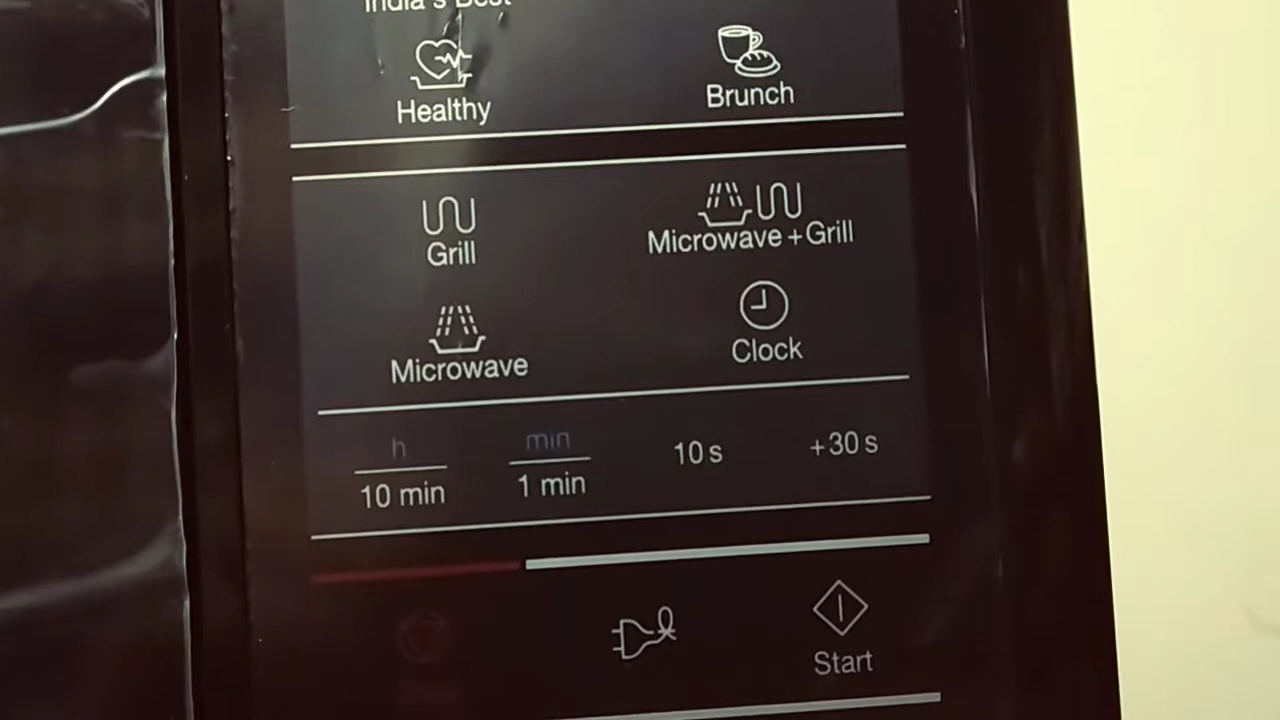 India's Best
Healthy
Brunch
Grill
Microwave + Grill
Microwave
Clock
h
min
10 min
1 min
10 s
+30 s
Start